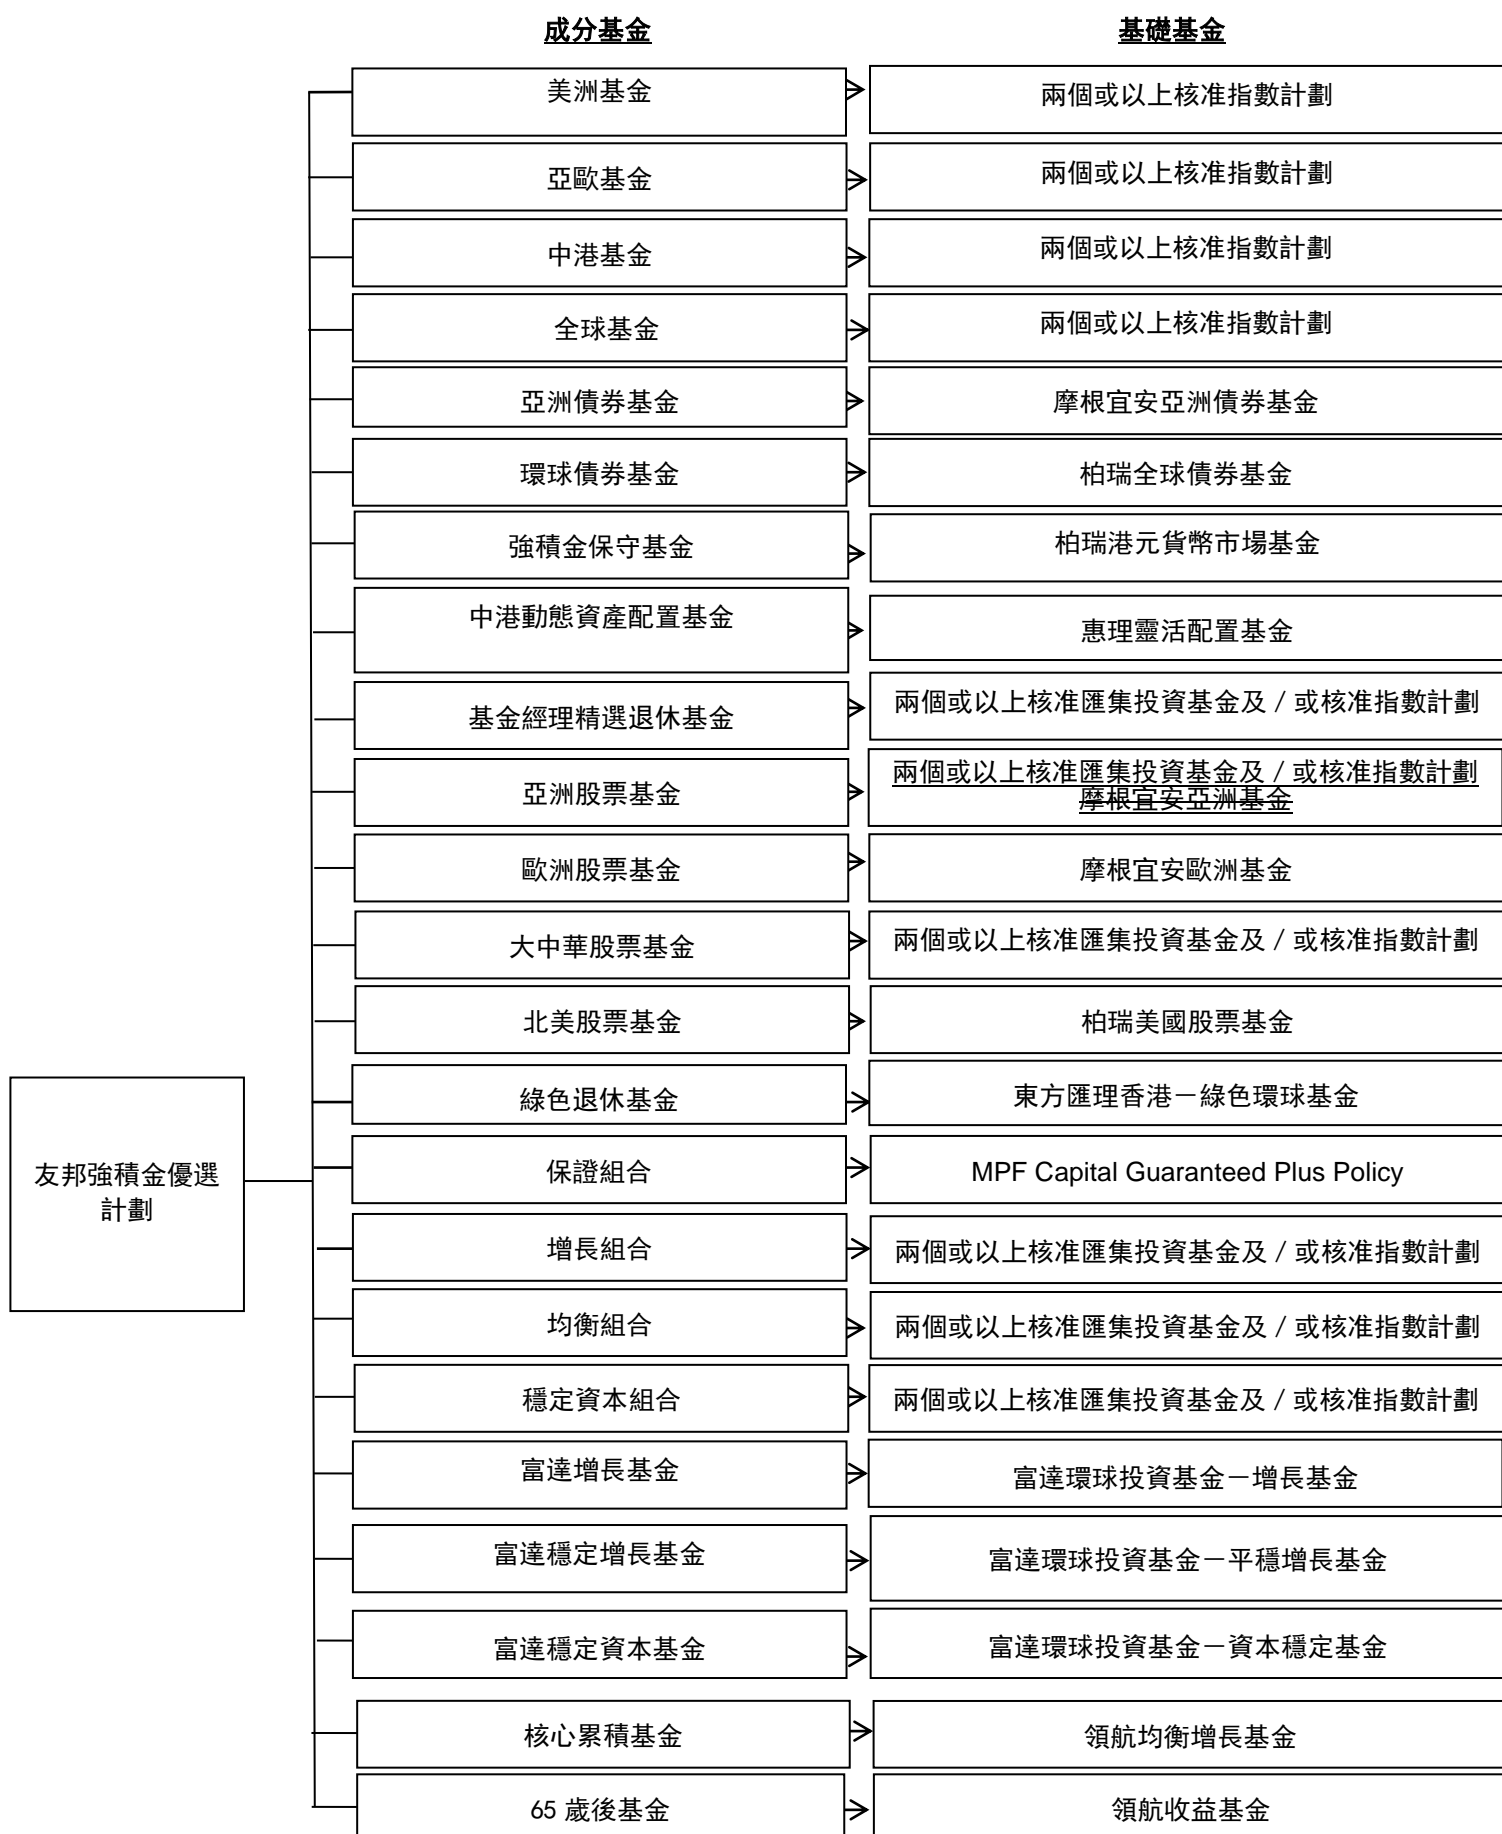 成分基金
基礎基金
美洲基金
兩個或以上核准指數計劃
亞歐基金
兩個或以上核准指數計劃
中港基金
兩個或以上核准指數計劃
全球基金
兩個或以上核准指數計劃
亞洲債券基金
摩根宜安亞洲債券基金
環球債券基金
柏瑞全球債券基金
強積金保守基金
柏瑞港元貨幣市場基金
中港動態資產配置基金
惠理靈活配置基金
基金經理精選退休基金
兩個或以上核准匯集投資基金及 / 或核准指數計劃
亞洲股票基金
兩個或以上核准匯集投資基金及 / 或核准指數計劃
摩根宜安亞洲基金
歐洲股票基金
摩根宜安歐洲基金
大中華股票基金
兩個或以上核准匯集投資基金及 / 或核准指數計劃
北美股票基金
柏瑞美國股票基金
綠色退休基金
東方匯理香港－綠色環球基金
友邦強積金優選
計劃
保證組合
MPF Capital Guaranteed Plus Policy
增長組合
兩個或以上核准匯集投資基金及 / 或核准指數計劃
均衡組合
兩個或以上核准匯集投資基金及 / 或核准指數計劃
穩定資本組合
兩個或以上核准匯集投資基金及 / 或核准指數計劃
富達增長基金
富達環球投資基金－增長基金
富達穩定增長基金
富達環球投資基金－平穩增長基金
富達穩定資本基金
富達環球投資基金－資本穩定基金
核心累積基金
領航均衡增長基金
65 歲後基金
領航收益基金